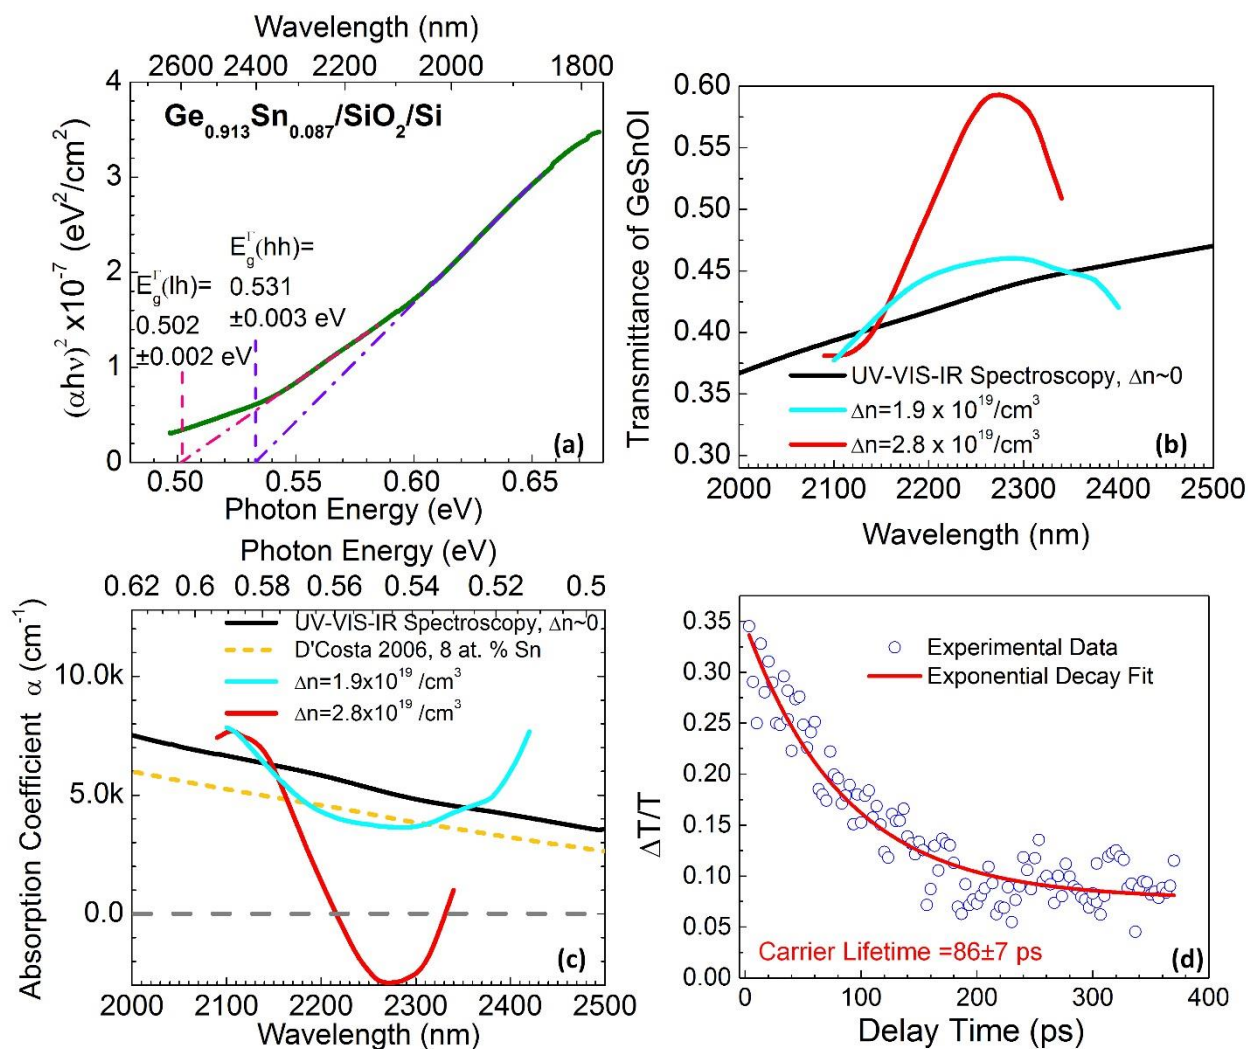 Wavelength (nm)
2600 2400 2200 2000 1800
4
3
2
1
0
(αhν)² x10⁻⁷ (eV²/cm²)
Ge₀.₉₁₃Sn₀.₀₈₇/SiO₂/Si
E_g^Γ(lh)=
0.502
±0.002 eV
E_g^Γ(hh)=
0.531
±0.003 eV
(a)
0.50 0.55 0.60 0.65
Photon Energy (eV)
0.60
0.55
0.50
0.45
0.40
0.35
0.30
Transmittance of GeSnOI
UV-VIS-IR Spectroscopy, Δn~0
Δn=1.9 x 10¹⁹/cm³
Δn=2.8 x 10¹⁹/cm³
(b)
2000 2100 2200 2300 2400 2500
Wavelength (nm)
Photon Energy (eV)
0.62 0.6 0.58 0.56 0.54 0.52 0.5
10.0k
5.0k
0.0
Absorption Coefficient α (cm⁻¹)
UV-VIS-IR Spectroscopy, Δn~0
D'Costa 2006, 8 at. % Sn
Δn=1.9x10¹⁹ /cm³
Δn=2.8x10¹⁹ /cm³
(c)
2000 2100 2200 2300 2400 2500
Wavelength (nm)
0.35
0.30
0.25
0.20
0.15
0.10
0.05
0.00
ΔT/T
Experimental Data
Exponential Decay Fit
Carrier Lifetime =86±7 ps
(d)
0 100 200 300 400
Delay Time (ps)